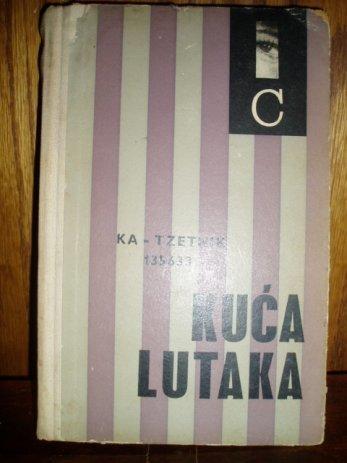 C
KA - TZETNIK
135633
KUĆA
LUTAKA